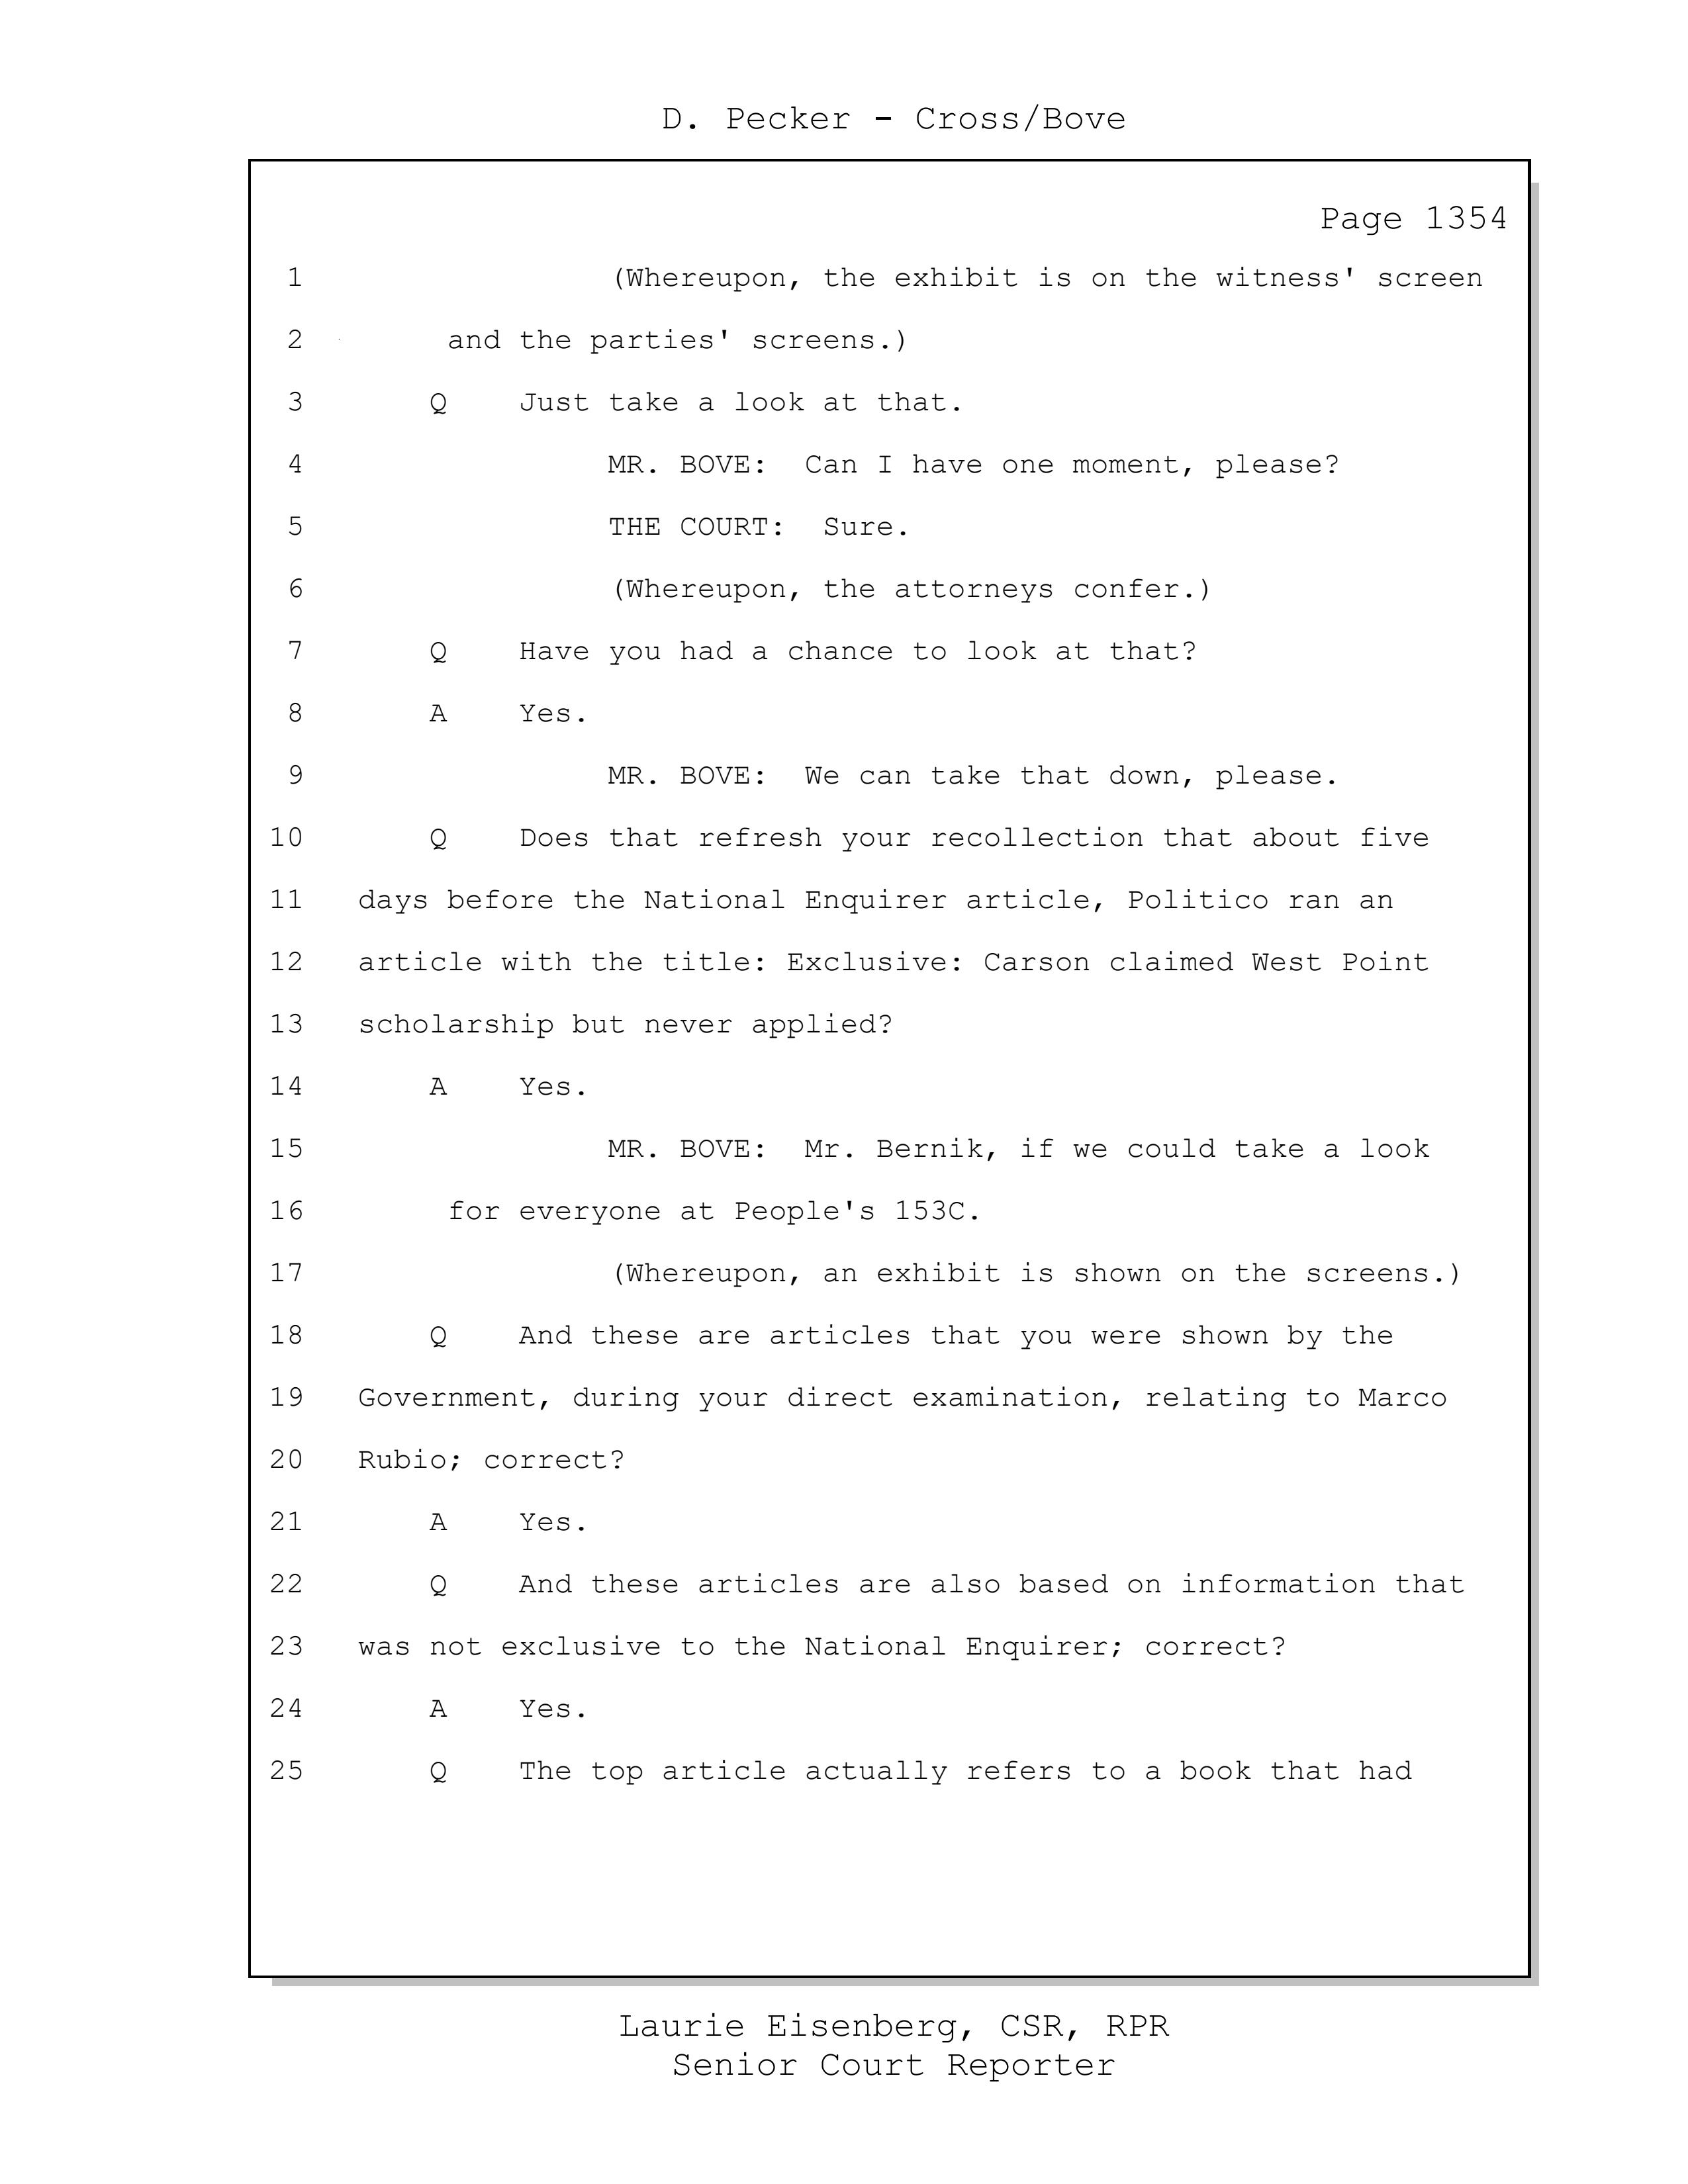 D. Pecker - Cross/Bove
Page 1354
1 (Whereupon, the exhibit is on the witness' screen
2 and the parties' screens.)
3 Q Just take a look at that.
4 MR. BOVE: Can I have one moment, please?
5 THE COURT: Sure.
6 (Whereupon, the attorneys confer.)
7 Q Have you had a chance to look at that?
8 A Yes.
9 MR. BOVE: We can take that down, please.
10 Q Does that refresh your recollection that about five
11 days before the National Enquirer article, Politico ran an
12 article with the title: Exclusive: Carson claimed West Point
13 scholarship but never applied?
14 A Yes.
15 MR. BOVE: Mr. Bernik, if we could take a look
16 for everyone at People's 153C.
17 (Whereupon, an exhibit is shown on the screens.)
18 Q And these are articles that you were shown by the
19 Government, during your direct examination, relating to Marco
20 Rubio; correct?
21 A Yes.
22 Q And these articles are also based on information that
23 was not exclusive to the National Enquirer; correct?
24 A Yes.
25 Q The top article actually refers to a book that had
Laurie Eisenberg, CSR, RPR
Senior Court Reporter